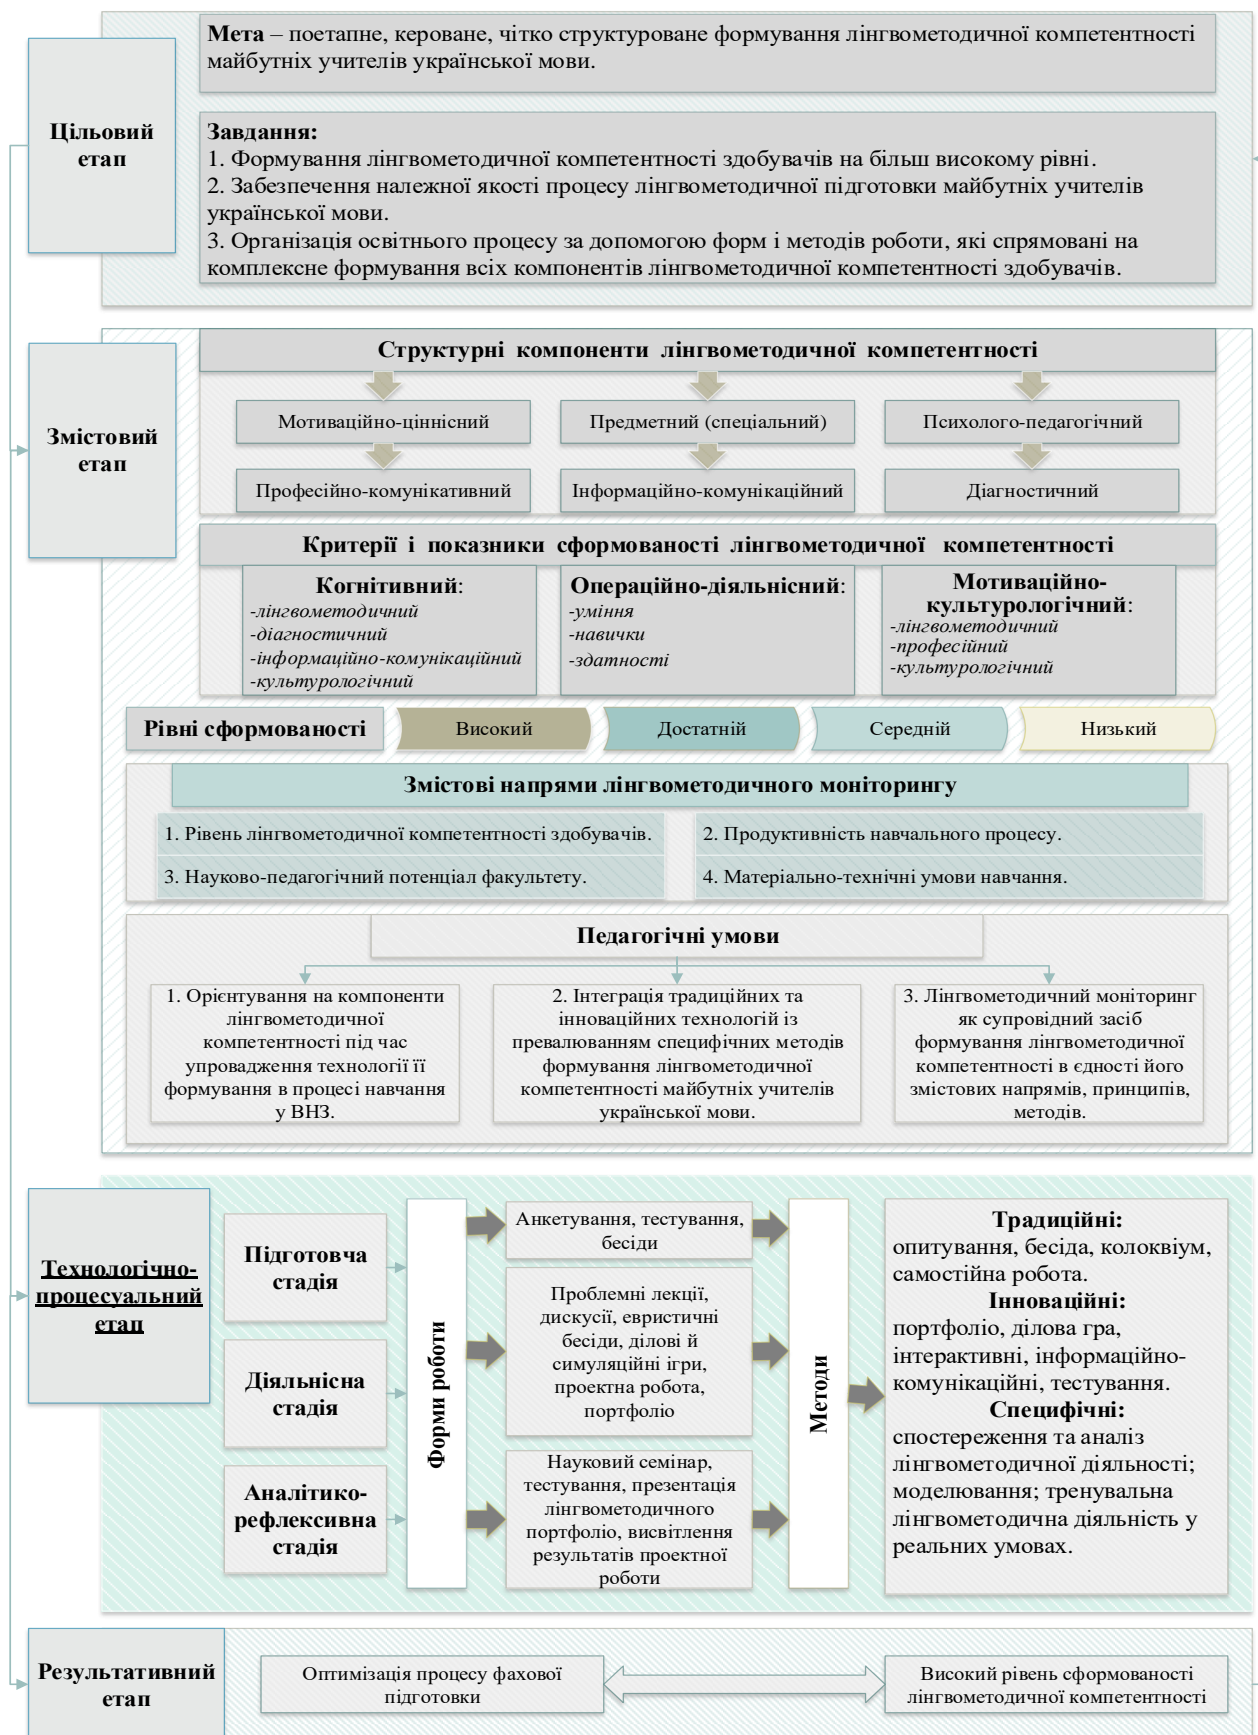 Цільовий
етап
Мета – поетапне, кероване, чітко структуроване формування лінгвометодичної компетентності
майбутніх учителів української мови.
Завдання:
1. Формування лінгвометодичної компетентності здобувачів на більш високому рівні.
2. Забезпечення належної якості процесу лінгвометодичної підготовки майбутніх учителів
української мови.
3. Організація освітнього процесу за допомогою форм і методів роботи, які спрямовані на
комплексне формування всіх компонентів лінгвометодичної компетентності здобувачів.
Змістовий
етап
Структурні компоненти лінгвометодичної компетентності
Мотиваційно-ціннісний
Предметний (спеціальний)
Психолого-педагогічний
Професійно-комунікативний
Інформаційно-комунікаційний
Діагностичний
Критерії і показники сформованості лінгвометодичної компетентності
Когнітивний:
-лінгвометодичний
-діагностичний
-інформаційно-комунікаційний
-культурологічний
Операційно-діяльнісний:
-уміння
-навички
-здатності
Мотиваційно-
культурологічний:
-лінгвометодичний
-професійний
-культурологічний
Рівні сформованості
Високий
Достатній
Середній
Низький
Змістові напрями лінгвометодичного моніторингу
1. Рівень лінгвометодичної компетентності здобувачів.
2. Продуктивність навчального процесу.
3. Науково-педагогічний потенціал факультету.
4. Матеріально-технічні умови навчання.
Педагогічні умови
1. Орієнтування на компоненти
лінгвометодичної
компетентності під час
упровадження технології її
формування в процесі навчання
у ВНЗ.
2. Інтеграція традиційних та
інноваційних технологій із
превалюванням специфічних методів
формування лінгвометодичної
компетентності майбутніх учителів
української мови.
3. Лінгвометодичний моніторинг
як супровідний засіб
формування лінгвометодичної
компетентності в єдності його
змістових напрямів, принципів,
методів.
Технологічно-
процесуальний
етап
Підготовча
стадія
Діяльнісна
стадія
Аналітико-
рефлексивна
стадія
Форми роботи
Анкетування, тестування,
бесіди
Проблемні лекції,
дискусії, евристичні
бесіди, ділові й
симуляційні ігри,
проектна робота,
портфоліо
Науковий семінар,
тестування, презентація
лінгвометодичного
портфоліо, висвітлення
результатів проектної
роботи
Методи
Традиційні:
опитування, бесіда, колоквіум,
самостійна робота.
Інноваційні:
портфоліо, ділова гра,
інтерактивні, інформаційно-
комунікаційні, тестування.
Специфічні:
спостереження та аналіз
лінгвометодичної діяльності;
моделювання; тренувальна
лінгвометодична діяльність у
реальних умовах.
Результативний
етап
Оптимізація процесу фахової
підготовки
Високий рівень сформованості
лінгвометодичної компетентності